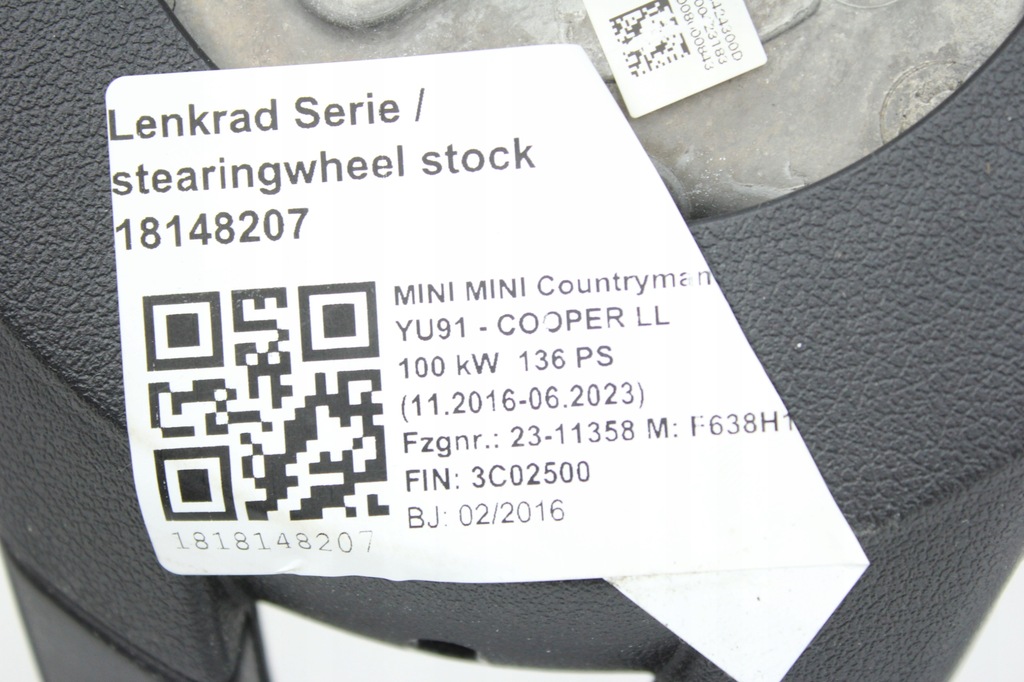 Lenkrad Serie /
stearingwheel stock
18148207
MINI MINI Countryman
YU91 - COOPER LL
100 kW 136 PS
(11.2016-06.2023)
Fzgnr.: 23-11358 M: F638H1
FIN: 3C02500
BJ: 02/2016
1818148207